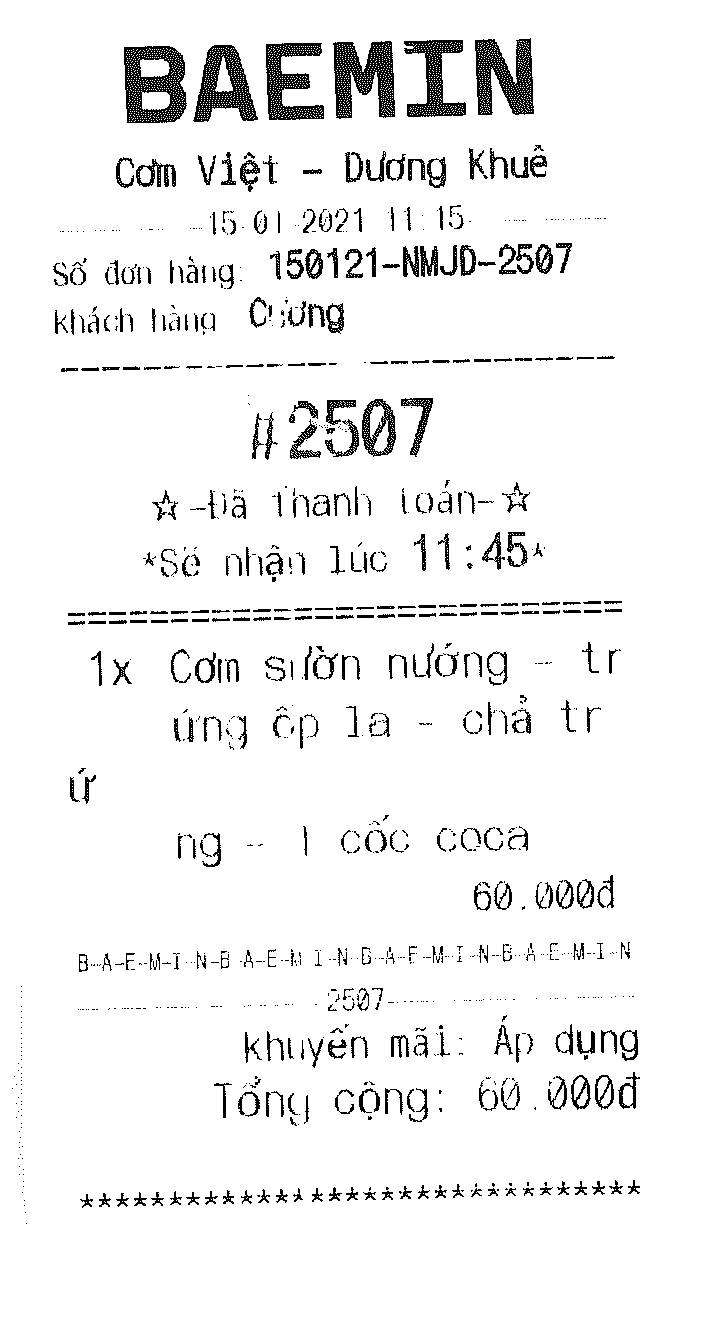 BAEMIN
Cơm Việt - Dương Khuê
15-01-2021 11:15
Số đơn hàng: 150121-NMJD-2507
khách hàng Cương
#2507
☆-Đã Thanh toán-☆
*Sẽ nhận lúc 11:45*
1x Cơm sườn nướng - tr
ứng ốp la - chả tr
ứ
ng - 1 cốc coca
60.000đ
B-A-E-M-I-N-B-A-E-M-I-N-B-A-E-M-I-N-B-A-E-M-I-N
2507
khuyến mãi: Áp dụng
Tổng cộng: 60.000đ
*******************************